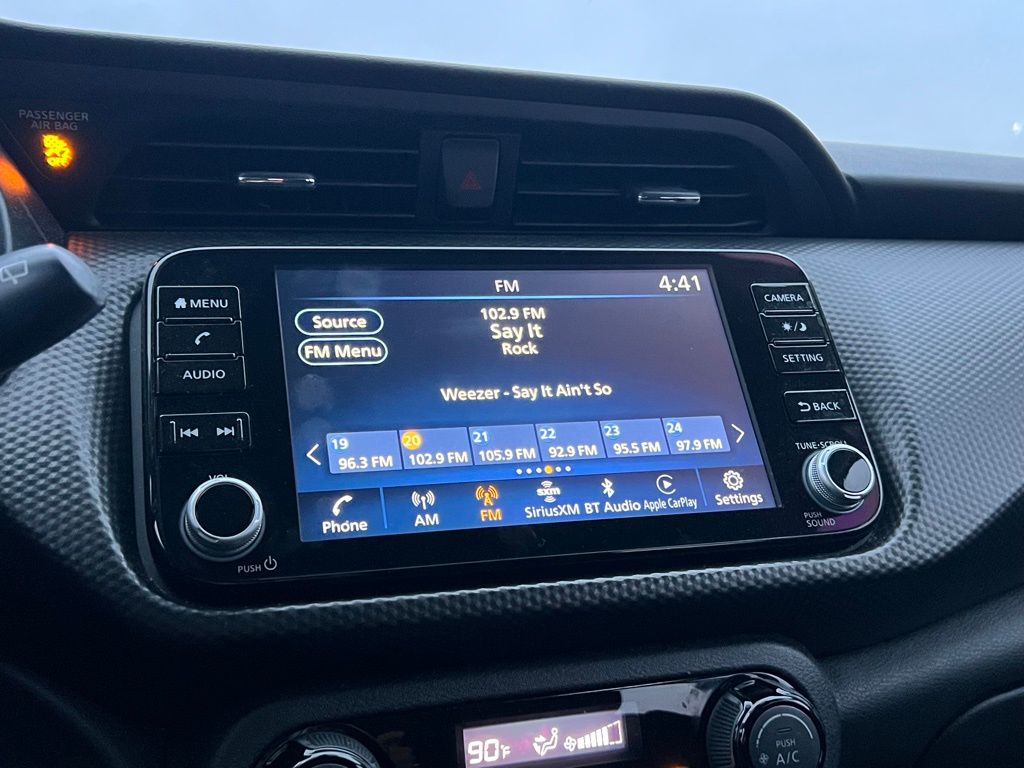 PASSENGER
AIR BAG
MENU
AUDIO
VOL
PUSH
FM
4:41
Source
FM Menu
102.9 FM
Say It
Rock
Weezer - Say It Ain't So
19
96.3 FM
20
102.9 FM
21
105.9 FM
22
92.9 FM
23
95.5 FM
24
97.9 FM
Phone
AM
FM
sxm
SiriusXM
BT Audio
Apple CarPlay
Settings
CAMERA
SETTING
BACK
TUNE·SCROLL
PUSH
SOUND
90°F
PUSH
A/C